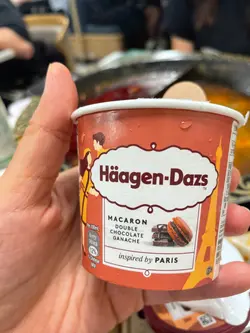 Häagen-Dazs
MACARON
DOUBLE
CHOCOLATE
GANACHE
inspired by PARIS